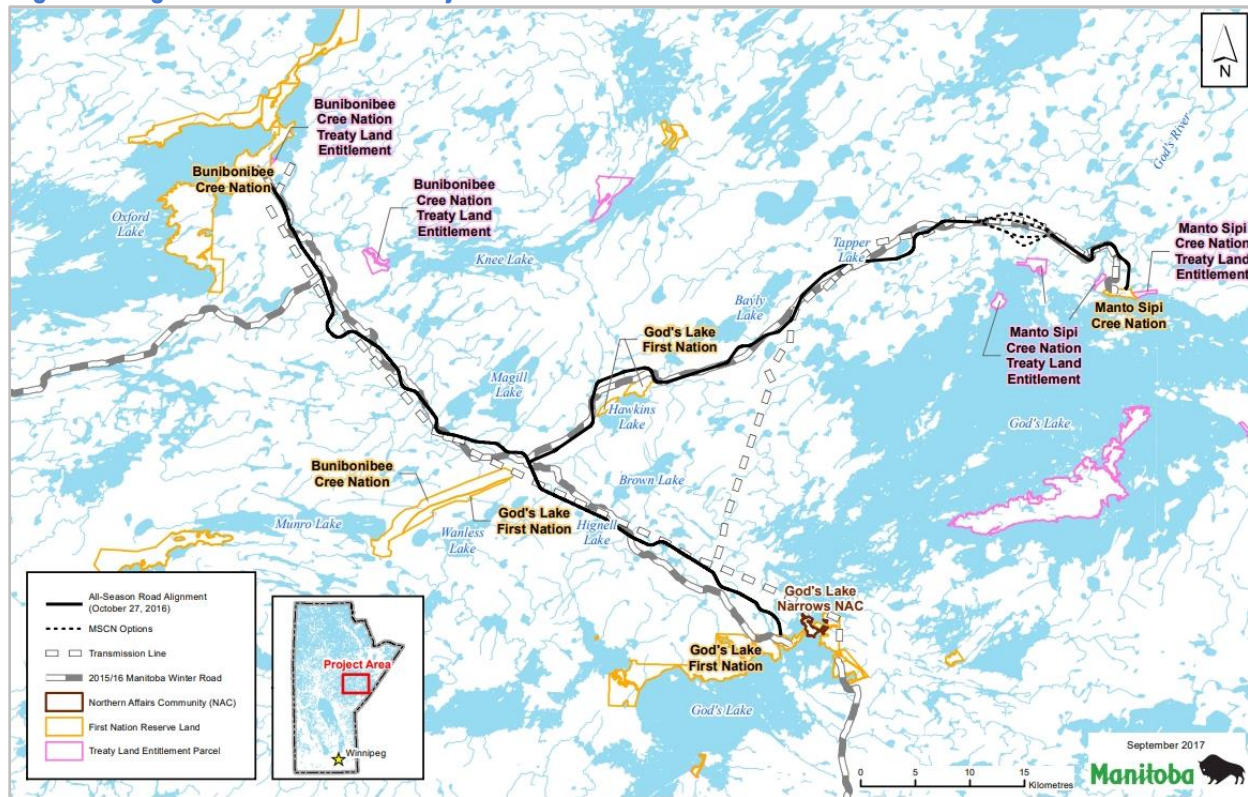 N
God's River
Bunibonibee
Cree Nation
Treaty Land
Entitlement
Bunibonibee
Cree Nation
Bunibonibee
Cree Nation
Treaty Land
Entitlement
Oxford
Lake
Knee Lake
Tapper
Lake
Manto Sipi
Cree Nation
Treaty Land
Entitlement
Bayly
Lake
Manto Sipi
Cree Nation
God's Lake
First Nation
Manto Sipi
Cree Nation
Treaty Land
Entitlement
Magill
Lake
Hawkins
Lake
God's Lake
Bunibonibee
Cree Nation
Brown Lake
God's Lake
First Nation
Munro Lake
Wanless
Lake
Hignell
Lake
God's Lake
Narrows NAC
God's Lake
First Nation
God's Lake
All-Season Road Alignment
(October 27, 2016)
MSCN Options
Transmission Line
2015/16 Manitoba Winter Road
Northern Affairs Community (NAC)
First Nation Reserve Land
Treaty Land Entitlement Parcel
Project Area
Winnipeg
September 2017
Manitoba
0 5 10 15
Kilometres